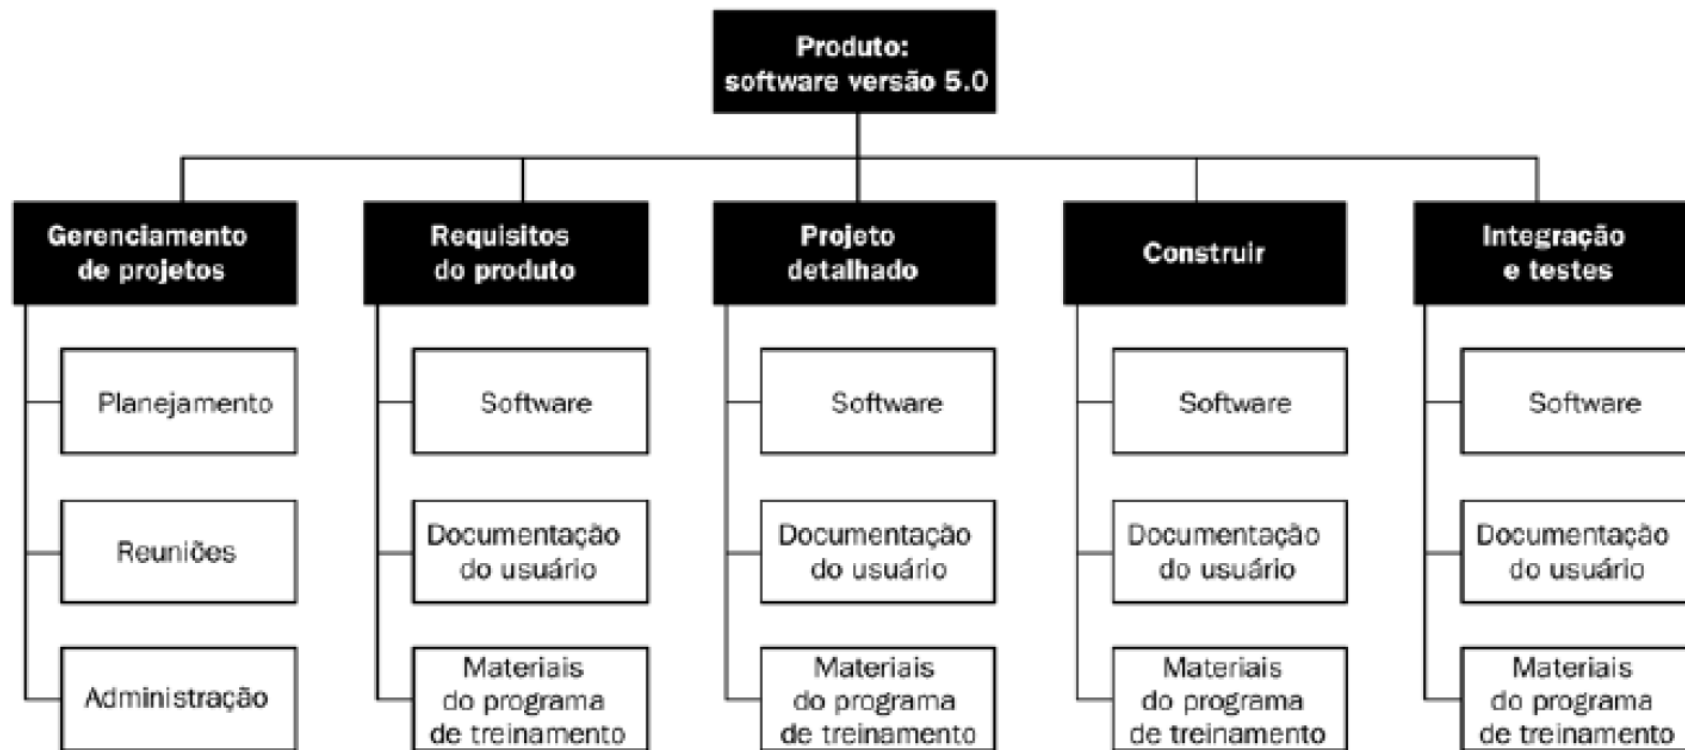 Produto:
software versão 5.0
Gerenciamento
de projetos
Requisitos
do produto
Projeto
detalhado
Construir
Integração
e testes
Planejamento
Software
Software
Software
Software
Reuniões
Documentação
do usuário
Documentação
do usuário
Documentação
do usuário
Documentação
do usuário
Administração
Materiais
do programa
de treinamento
Materiais
do programa
de treinamento
Materiais
do programa
de treinamento
Materiais
do programa
de treinamento